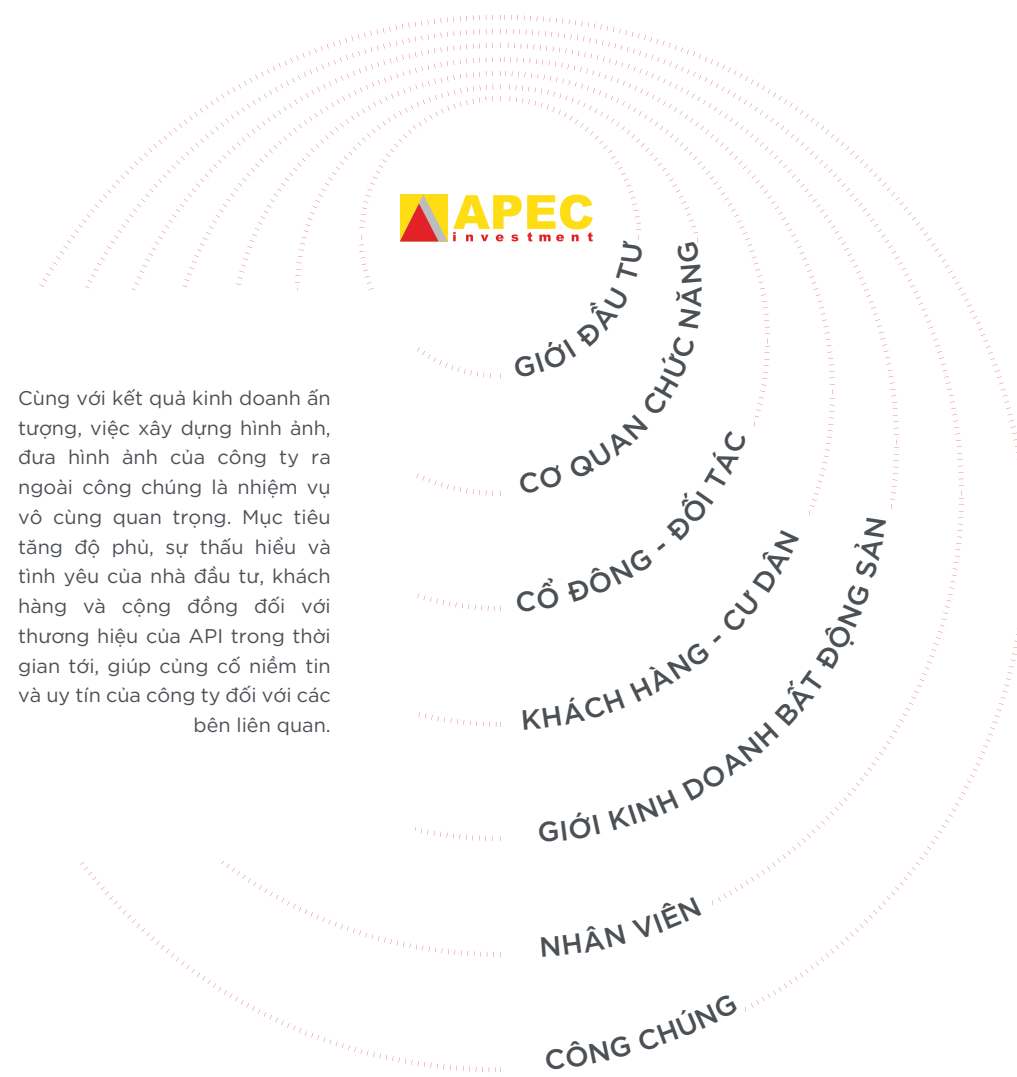 APEC
investment
GIỚI ĐẦU TƯ
CƠ QUAN CHỨC NĂNG
CỔ ĐÔNG - ĐỐI TÁC
KHÁCH HÀNG - CƯ DÂN
GIỚI KINH DOANH BẤT ĐỘNG SẢN
NHÂN VIÊN
CÔNG CHÚNG
Cùng với kết quả kinh doanh ấn
tượng, việc xây dựng hình ảnh,
đưa hình ảnh của công ty ra
ngoài công chúng là nhiệm vụ
vô cùng quan trọng. Mục tiêu
tăng độ phủ, sự thấu hiểu và
tình yêu của nhà đầu tư, khách
hàng và cộng đồng đối với
thương hiệu của API trong thời
gian tới, giúp củng cố niềm tin
và uy tín của công ty đối với các
bên liên quan.